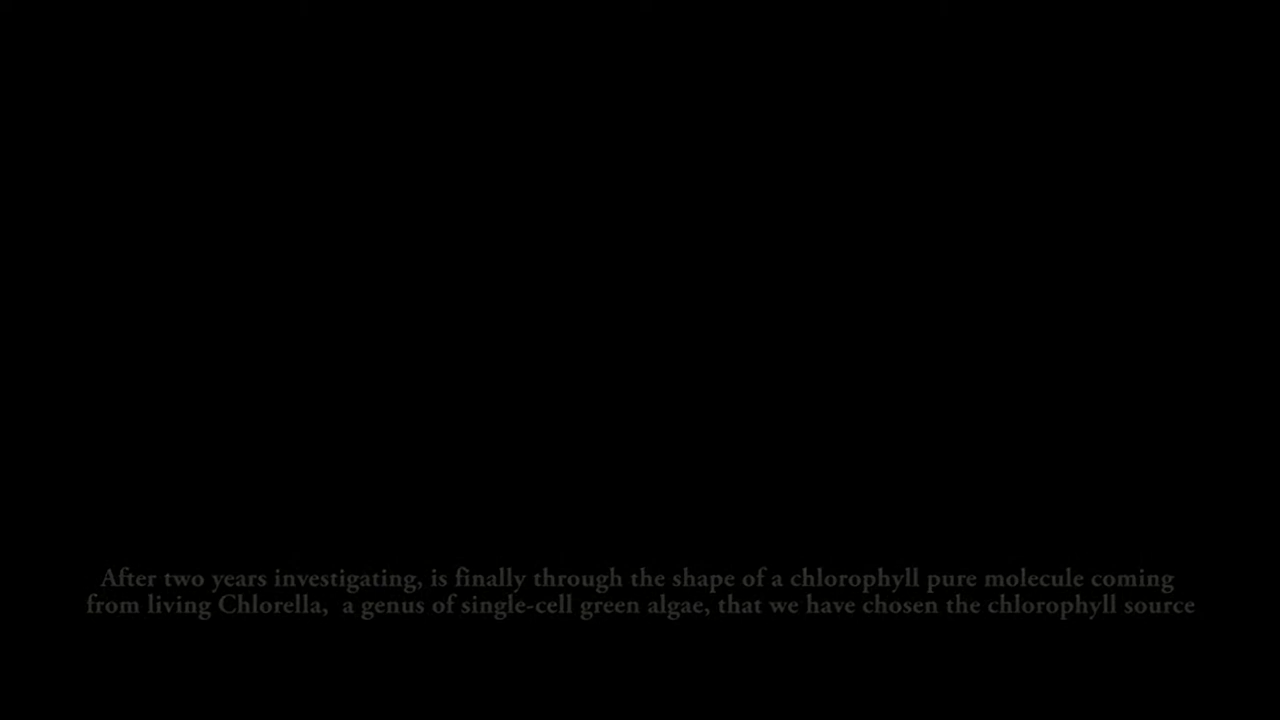 After two years investigating, is finally through the shape of a chlorophyll pure molecule coming
from living Chlorella,  a genus of single-cell green algae, that we have chosen the chlorophyll source